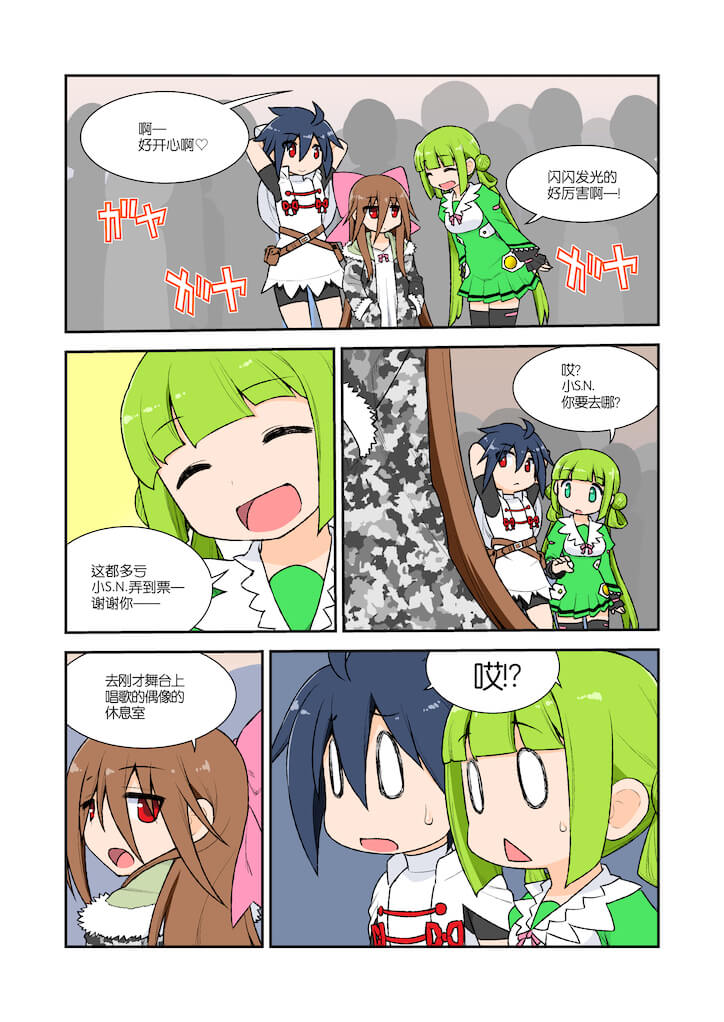 啊—
好开心啊♡
闪闪发光的
好厉害啊—!
ガヤ
ガヤ
ガヤ
这都多亏
小S.N.弄到票—
谢谢你——
哎?
小S.N.
你要去哪?
去刚才舞台上
唱歌的偶像的
休息室
哎!?